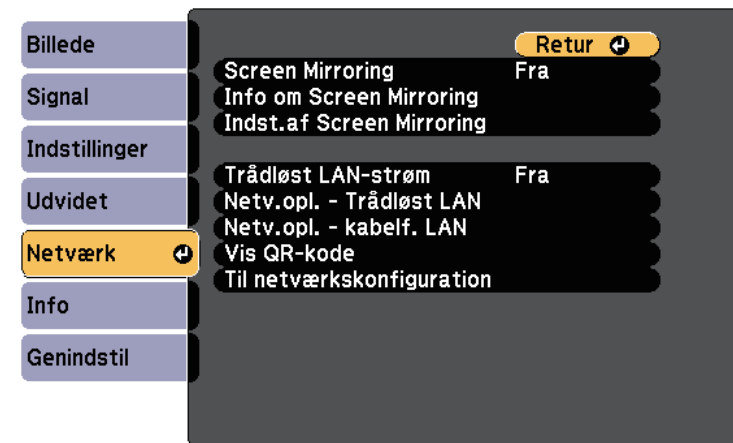 Billede
Signal
Indstillinger
Udvidet
Netværk
Info
Genindstil
Retur
Screen Mirroring Fra
Info om Screen Mirroring
Indst.af Screen Mirroring
Trådløst LAN-strøm Fra
Netv.opl. - Trådløst LAN
Netv.opl. - kabelf. LAN
Vis QR-kode
Til netværkskonfiguration